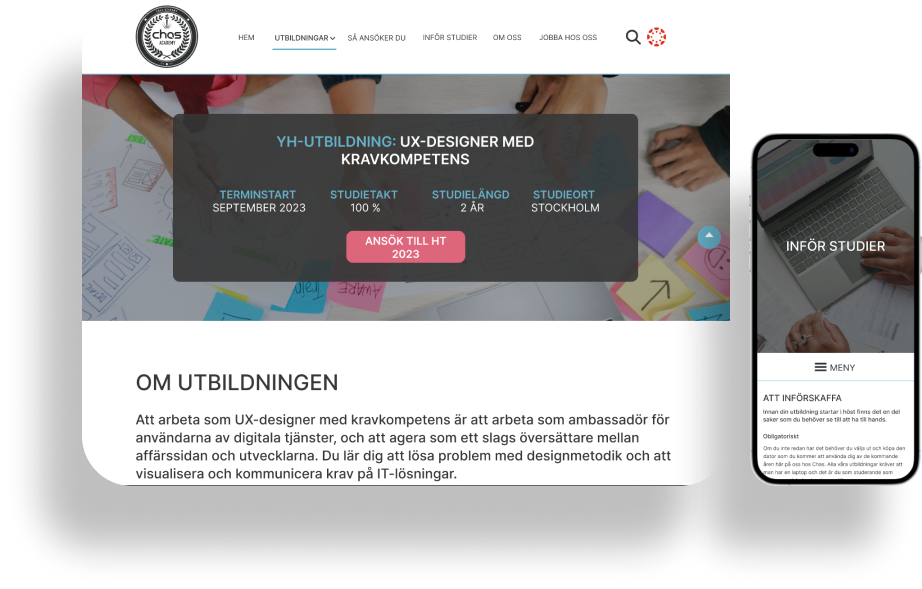 chas
ACADEMY
HEM UTBILDNINGAR SÅ ANSÖKER DU INFÖR STUDIER OM OSS JOBBA HOS OSS
YH-UTBILDNING: UX-DESIGNER MED
KRAVKOMPETENS
TERMINSTART STUDIETAKT STUDIELÄNGD STUDIEORT
SEPTEMBER 2023 100 % 2 ÅR STOCKHOLM
ANSÖK TILL HT
2023
OM UTBILDNINGEN
Att arbeta som UX-designer med kravkompetens är att arbeta som ambassadör för
användarna av digitala tjänster, och att agera som ett slags översättare mellan
affärssidan och utvecklarna. Du lär dig att lösa problem med designmetodik och att
visualisera och kommunicera krav på IT-lösningar.
INFÖR STUDIER
MENY
ATT INFÖRSKAFFA
Innan din utbildning startar i höst finns det en del
saker som du behöver se till att ha till hands.
Obligatoriskt
Om du inte redan har det behöver du välja ut och köpa den
dator som du kommer att använda dig av de kommande
åren här på oss hos Chas. Alla våra utbildningar kräver att
man har en laptop och det är du som studerande som